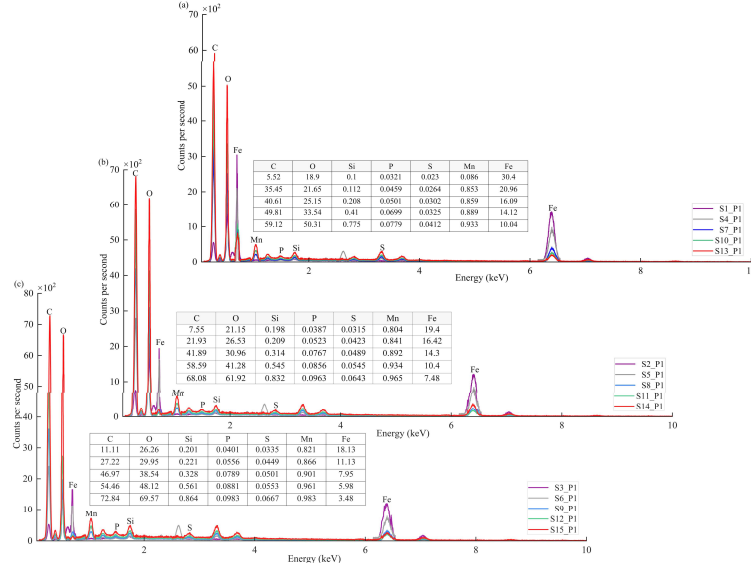 (a)
×10²
70
60
50
40
30
20
10
0
Counts per second
C
O
Fe
Mn
P
Si
S
Fe
C O Si P S Mn Fe
5.52 18.9 0.1 0.0321 0.023 0.086 30.4
35.45 21.65 0.112 0.0459 0.0264 0.853 20.96
40.61 25.15 0.208 0.0501 0.0302 0.859 16.09
49.81 33.54 0.41 0.0699 0.0325 0.889 14.12
59.12 50.31 0.775 0.0779 0.0412 0.933 10.04
S1_P1
S4_P1
S7_P1
S10_P1
S13_P1
2 4 6 8 10
Energy (keV)
(b)
×10²
70
60
50
40
30
20
10
0
Counts per second
C
O
Fe
Mn
P
Si
S
Fe
C O Si P S Mn Fe
7.55 21.15 0.198 0.0387 0.0315 0.804 19.4
21.93 26.53 0.209 0.0523 0.0423 0.841 16.42
41.89 30.96 0.314 0.0767 0.0489 0.892 14.3
58.59 41.28 0.545 0.0856 0.0545 0.934 10.4
68.08 61.92 0.832 0.0963 0.0643 0.965 7.48
S2_P1
S5_P1
S8_P1
S11_P1
S14_P1
2 4 6 8 10
Energy (keV)
(c)
×10²
80
70
60
50
40
30
20
10
0
Counts per second
C
O
Fe
Mn
P
Si
S
Fe
C O Si P S Mn Fe
11.11 26.26 0.201 0.0401 0.0335 0.821 18.13
27.22 29.95 0.221 0.0556 0.0449 0.866 11.13
46.97 38.54 0.328 0.0789 0.0501 0.901 7.95
54.46 48.12 0.561 0.0881 0.0553 0.961 5.98
72.84 69.57 0.864 0.0983 0.0667 0.983 3.48
S3_P1
S6_P1
S9_P1
S12_P1
S15_P1
2 4 6 8 10
Energy (keV)